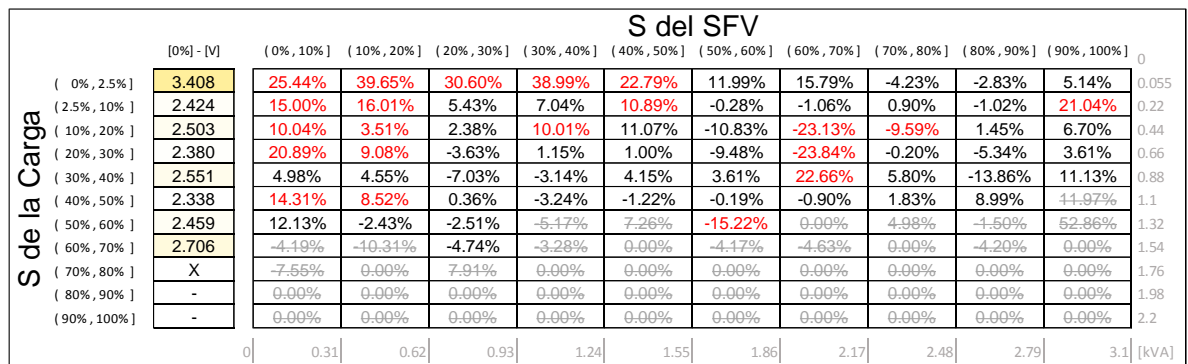 S del SFV
[0%] - [V] ( 0% , 10% ] ( 10% , 20% ] ( 20% , 30% ] ( 30% , 40% ] ( 40% , 50% ] ( 50% , 60% ] ( 60% , 70% ] ( 70% , 80% ] ( 80% , 90% ] ( 90% , 100% ] 0
S de la Carga
( 0% , 2.5% ] 3.408 25.44% 39.65% 30.60% 38.99% 22.79% 11.99% 15.79% -4.23% -2.83% 5.14% 0.055
( 2.5% , 10% ] 2.424 15.00% 16.01% 5.43% 7.04% 10.89% -0.28% -1.06% 0.90% -1.02% 21.04% 0.22
( 10% , 20% ] 2.503 10.04% 3.51% 2.38% 10.01% 11.07% -10.83% -23.13% -9.59% 1.45% 6.70% 0.44
( 20% , 30% ] 2.380 20.89% 9.08% -3.63% 1.15% 1.00% -9.48% -23.84% -0.20% -5.34% 3.61% 0.66
( 30% , 40% ] 2.551 4.98% 4.55% -7.03% -3.14% 4.15% 3.61% 22.66% 5.80% -13.86% 11.13% 0.88
( 40% , 50% ] 2.338 14.31% 8.52% 0.36% -3.24% -1.22% -0.19% -0.90% 1.83% 8.99% 11.97% 1.1
( 50% , 60% ] 2.459 12.13% -2.43% -2.51% -5.17% 7.26% -15.22% 0.00% 4.98% -1.50% 52.86% 1.32
( 60% , 70% ] 2.706 -4.19% -10.31% -4.74% -3.28% 0.00% -4.17% -4.63% 0.00% -4.20% 0.00% 1.54
( 70% , 80% ] X -7.55% 0.00% 7.91% 0.00% 0.00% 0.00% 0.00% 0.00% 0.00% 0.00% 1.76
( 80% , 90% ] - 0.00% 0.00% 0.00% 0.00% 0.00% 0.00% 0.00% 0.00% 0.00% 0.00% 1.98
( 90% , 100% ] - 0.00% 0.00% 0.00% 0.00% 0.00% 0.00% 0.00% 0.00% 0.00% 0.00% 2.2
0 0.31 0.62 0.93 1.24 1.55 1.86 2.17 2.48 2.79 3.1 [kVA]